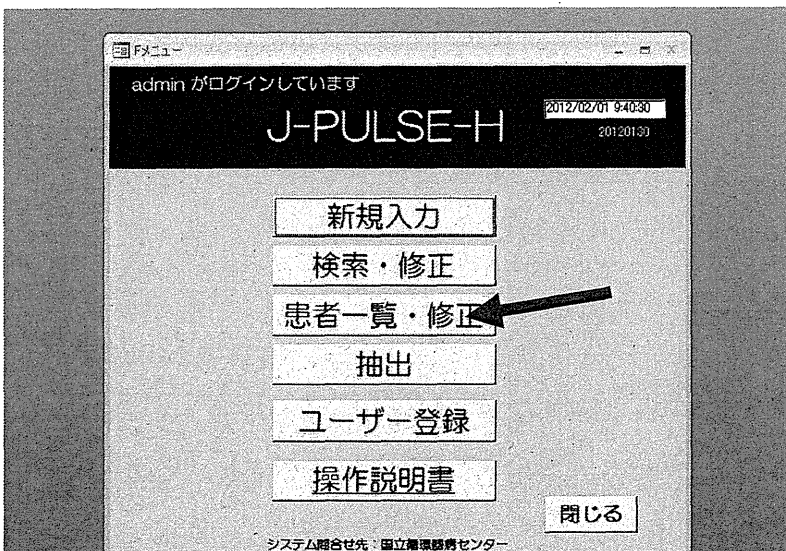 Fメニュー
admin がログインしています
J-PULSE-H
2012/02/01 9:40:30
20120130
新規入力
検索・修正
患者一覧・修正
抽出
ユーザー登録
操作説明書
閉じる
システム問合せ先：国立循環器病センター